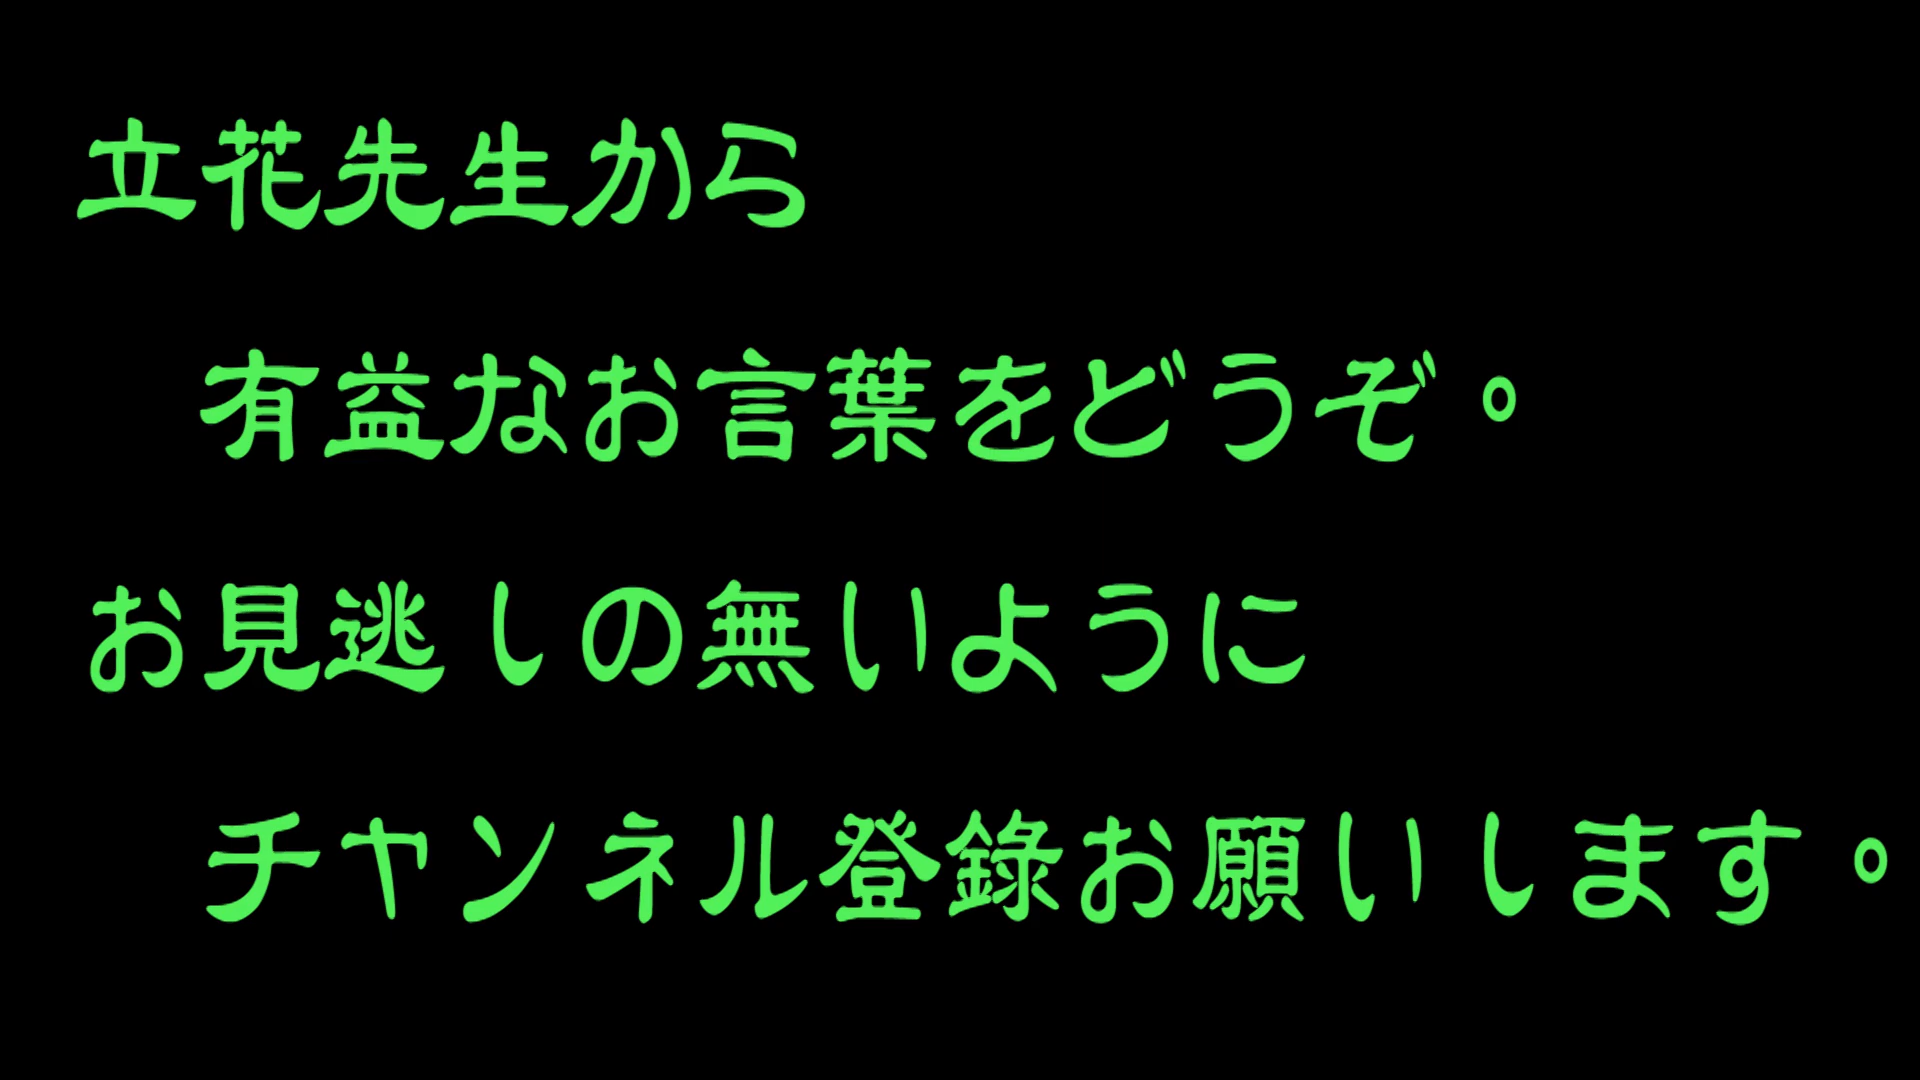 立花先生から
有益なお言葉をどうぞ。
お見逃しの無いように
チャンネル登錄お願いします。